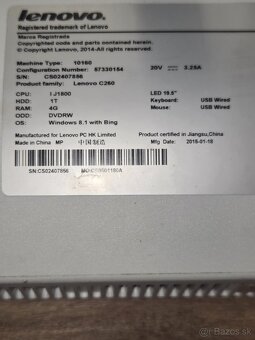 lenovo.
Registered trademark of Lenovo
Marca Registrada
Copyrighted codes and parts contained herein.
Copyright Lenovo, 2014-All rights reserved.
Machine Type: 10160
Configuration Number: 57330154
20V 3.25A
S/N: CS02407856
Product family: Lenovo C260
CPU: I J1800
LED 19.5"
HDD: 1T
Keyboard: USB Wired
RAM: 4G
Mouse: USB Wired
ODD: DVDRW
OS: Windows 8.1 with Bing
Manufactured for Lenovo PC HK Limited
Product certified in Jiangsu,China
Made in China MP 中国制造
Mfg Date: 2015-01-18
S/N:CS02407856
bazos.sk